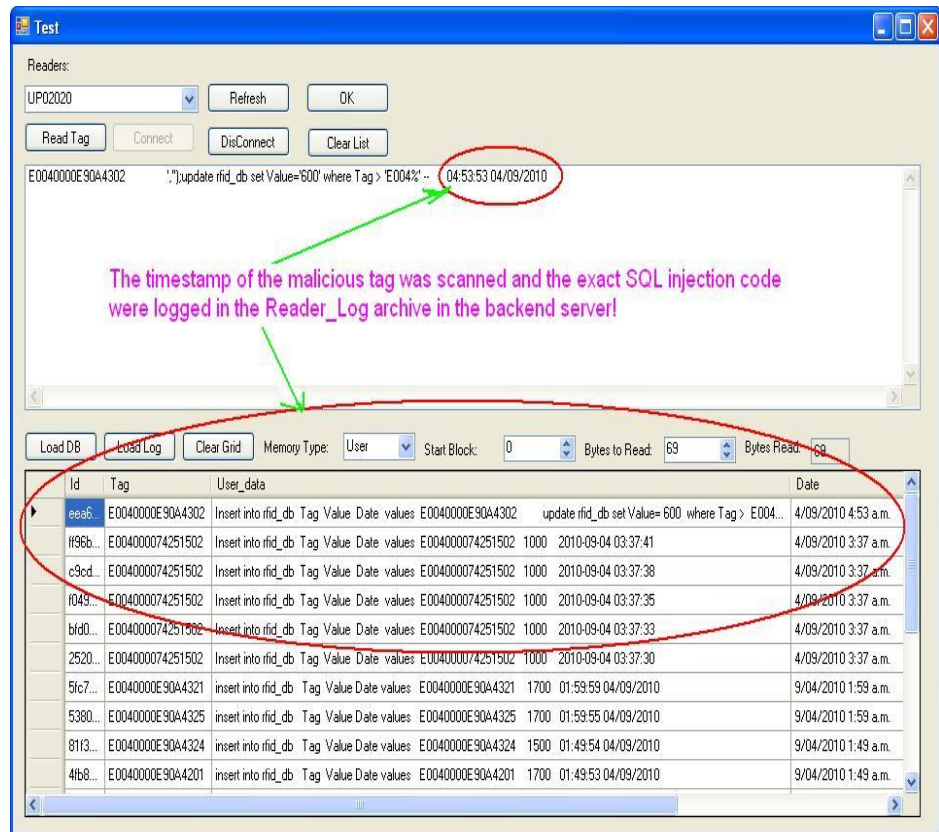 Test
Readers:
UP02020 Refresh OK
Read Tag Connect DisConnect Clear List
E0040000E90A4302 ',");update rfid_db set Value='600' where Tag > 'E004%' -- 04:53:53 04/09/2010
The timestamp of the malicious tag was scanned and the exact SQL injection code
were logged in the Reader_Log archive in the backend server!
Load DB Load Log Clear Grid Memory Type: User Start Block: 0 Bytes to Read: 69 Bytes Read:
Id Tag User_data Date
eea6... E0040000E90A4302 Insert into rfid_db Tag Value Date values E0040000E90A4302 update rfid_db set Value= 600 where Tag > E004... 4/09/2010 4:53 a.m.
ff96b... E004000074251502 Insert into rfid_db Tag Value Date values E004000074251502 1000 2010-09-04 03:37:41 4/09/2010 3:37 a.m.
c9cd... E004000074251502 Insert into rfid_db Tag Value Date values E004000074251502 1000 2010-09-04 03:37:38 4/09/2010 3:37 a.m.
f049... E004000074251502 Insert into rfid_db Tag Value Date values E004000074251502 1000 2010-09-04 03:37:35 4/09/2010 3:37 a.m.
bfd0... E004000074251502 Insert into rfid_db Tag Value Date values E004000074251502 1000 2010-09-04 03:37:33 4/09/2010 3:37 a.m.
2520... E004000074251502 Insert into rfid_db Tag Value Date values E004000074251502 1000 2010-09-04 03:37:30 4/09/2010 3:37 a.m.
5fc7... E0040000E90A4321 insert into rfid_db Tag Value Date values E0040000E90A4321 1700 01:59:59 04/09/2010 9/04/2010 1:59 a.m.
5380... E0040000E90A4325 insert into rfid_db Tag Value Date values E0040000E90A4325 1700 01:59:55 04/09/2010 9/04/2010 1:59 a.m.
81f3... E0040000E90A4324 insert into rfid_db Tag Value Date values E0040000E90A4324 1500 01:49:54 04/09/2010 9/04/2010 1:49 a.m.
4fb8... E0040000E90A4201 insert into rfid_db Tag Value Date values E0040000E90A4201 1700 01:49:53 04/09/2010 9/04/2010 1:49 a.m.